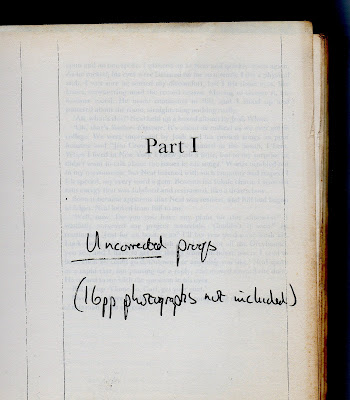 Part I
Uncorrected proofs
(16pp photographs not included)